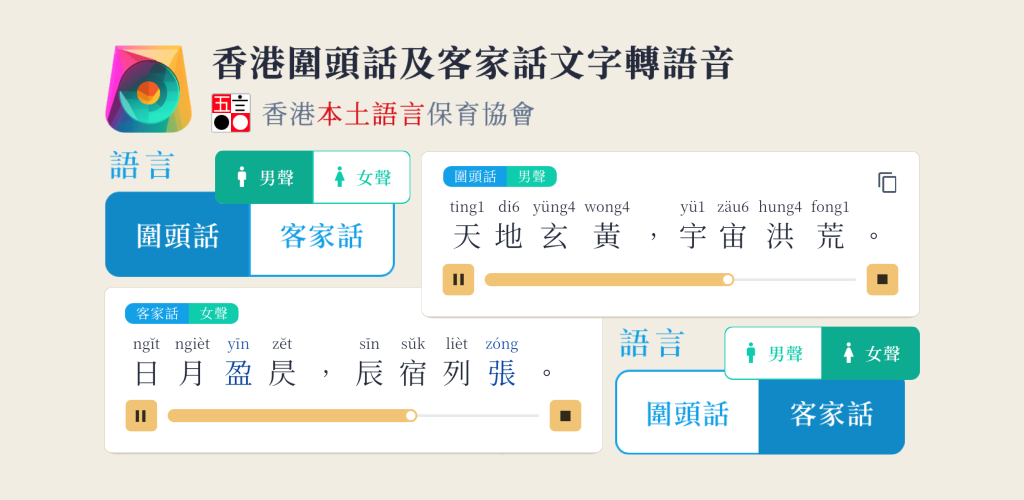 香港圍頭話及客家話文字轉語音
五言
香港本土語言保育協會
語言
男聲 女聲
圍頭話 客家話
圍頭話 男聲
ting1 di6 yüng4 wong4 yü1 zäu6 hung4 fong1
天地玄黃，宇宙洪荒。
客家話 女聲
ngĭt ngièt yīn zĕt sīn sŭk lièt zóng
日月盈昃，辰宿列張。
語言
男聲 女聲
圍頭話 客家話